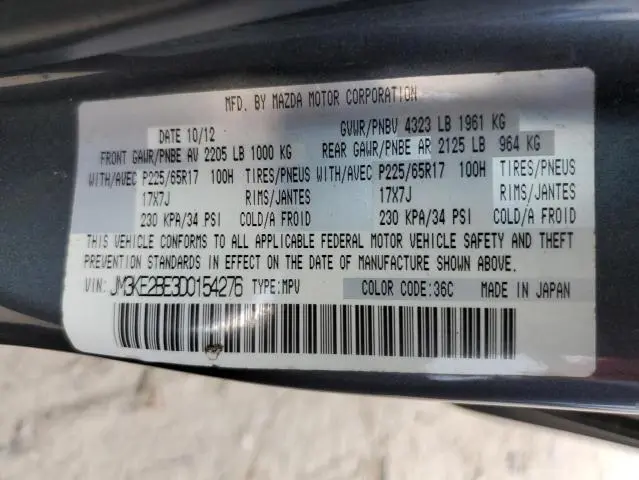 MFD. BY MAZDA MOTOR CORPORATION
DATE 10/12 GVWR/PNBV 4323 LB 1961 KG
FRONT GAWR/PNBE AV 2205 LB 1000 KG REAR GAWR/PNBE AR 2125 LB 964 KG
WITH/AVEC P225/65R17 100H TIRES/PNEUS WITH/AVEC P225/65R17 100H TIRES/PNEUS
17X7J RIMS/JANTES 17X7J RIMS/JANTES
230 KPA/34 PSI COLD/A FROID 230 KPA/34 PSI COLD/A FROID
THIS VEHICLE CONFORMS TO ALL APPLICABLE FEDERAL MOTOR VEHICLE SAFETY AND THEFT
PREVENTION STANDARDS IN EFFECT ON THE DATE OF MANUFACTURE SHOWN ABOVE.
VIN: JM3KE2BE3D0154276 TYPE:MPV COLOR CODE:36C MADE IN JAPAN